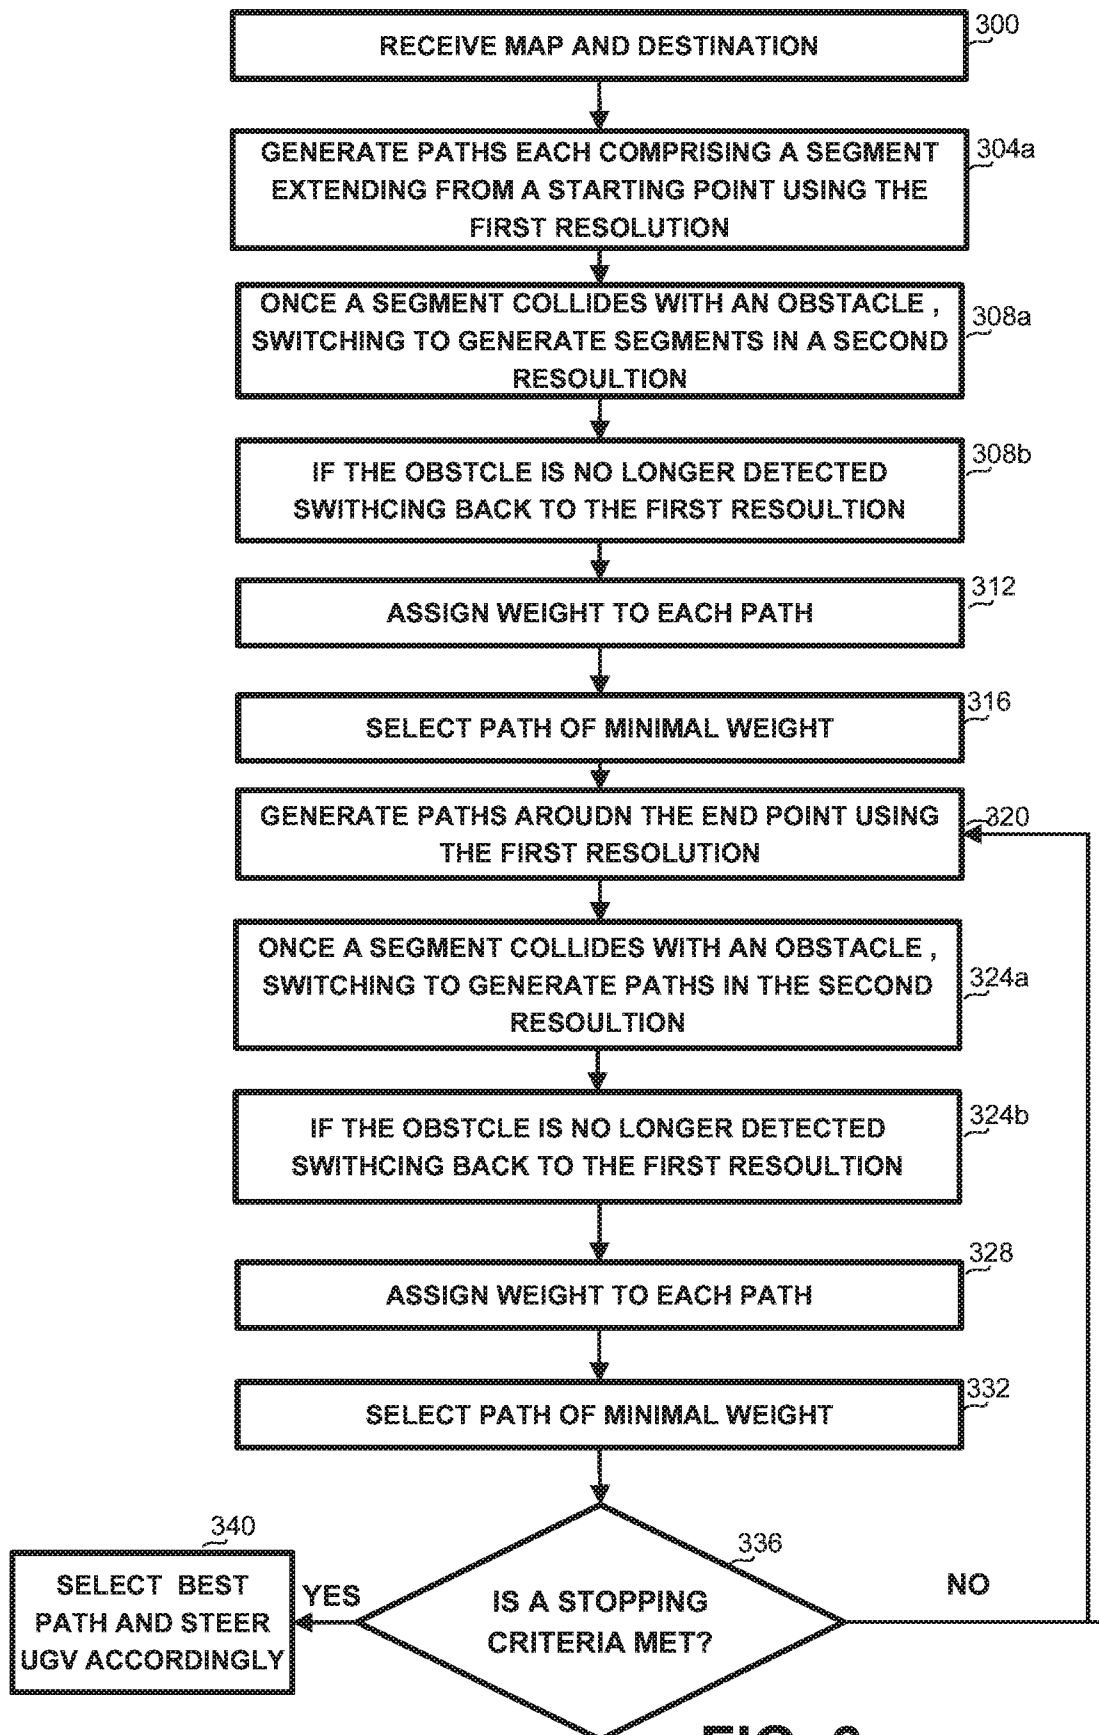 RECEIVE MAP AND DESTINATION
300
GENERATE PATHS EACH COMPRISING A SEGMENT
EXTENDING FROM A STARTING POINT USING THE
FIRST RESOLUTION
304a
ONCE A SEGMENT COLLIDES WITH AN OBSTACLE ,
SWITCHING TO GENERATE SEGMENTS IN A SECOND
RESOULTION
308a
IF THE OBSTCLE IS NO LONGER DETECTED
SWITHCING BACK TO THE FIRST RESOULTION
308b
ASSIGN WEIGHT TO EACH PATH
312
SELECT PATH OF MINIMAL WEIGHT
316
GENERATE PATHS AROUDN THE END POINT USING
THE FIRST RESOLUTION
320
ONCE A SEGMENT COLLIDES WITH AN OBSTACLE ,
SWITCHING TO GENERATE PATHS IN THE SECOND
RESOULTION
324a
IF THE OBSTCLE IS NO LONGER DETECTED
SWITHCING BACK TO THE FIRST RESOULTION
324b
ASSIGN WEIGHT TO EACH PATH
328
SELECT PATH OF MINIMAL WEIGHT
332
IS A STOPPING
CRITERIA MET?
336
NO
YES
340
SELECT BEST
PATH AND STEER
UGV ACCORDINGLY
FIG.